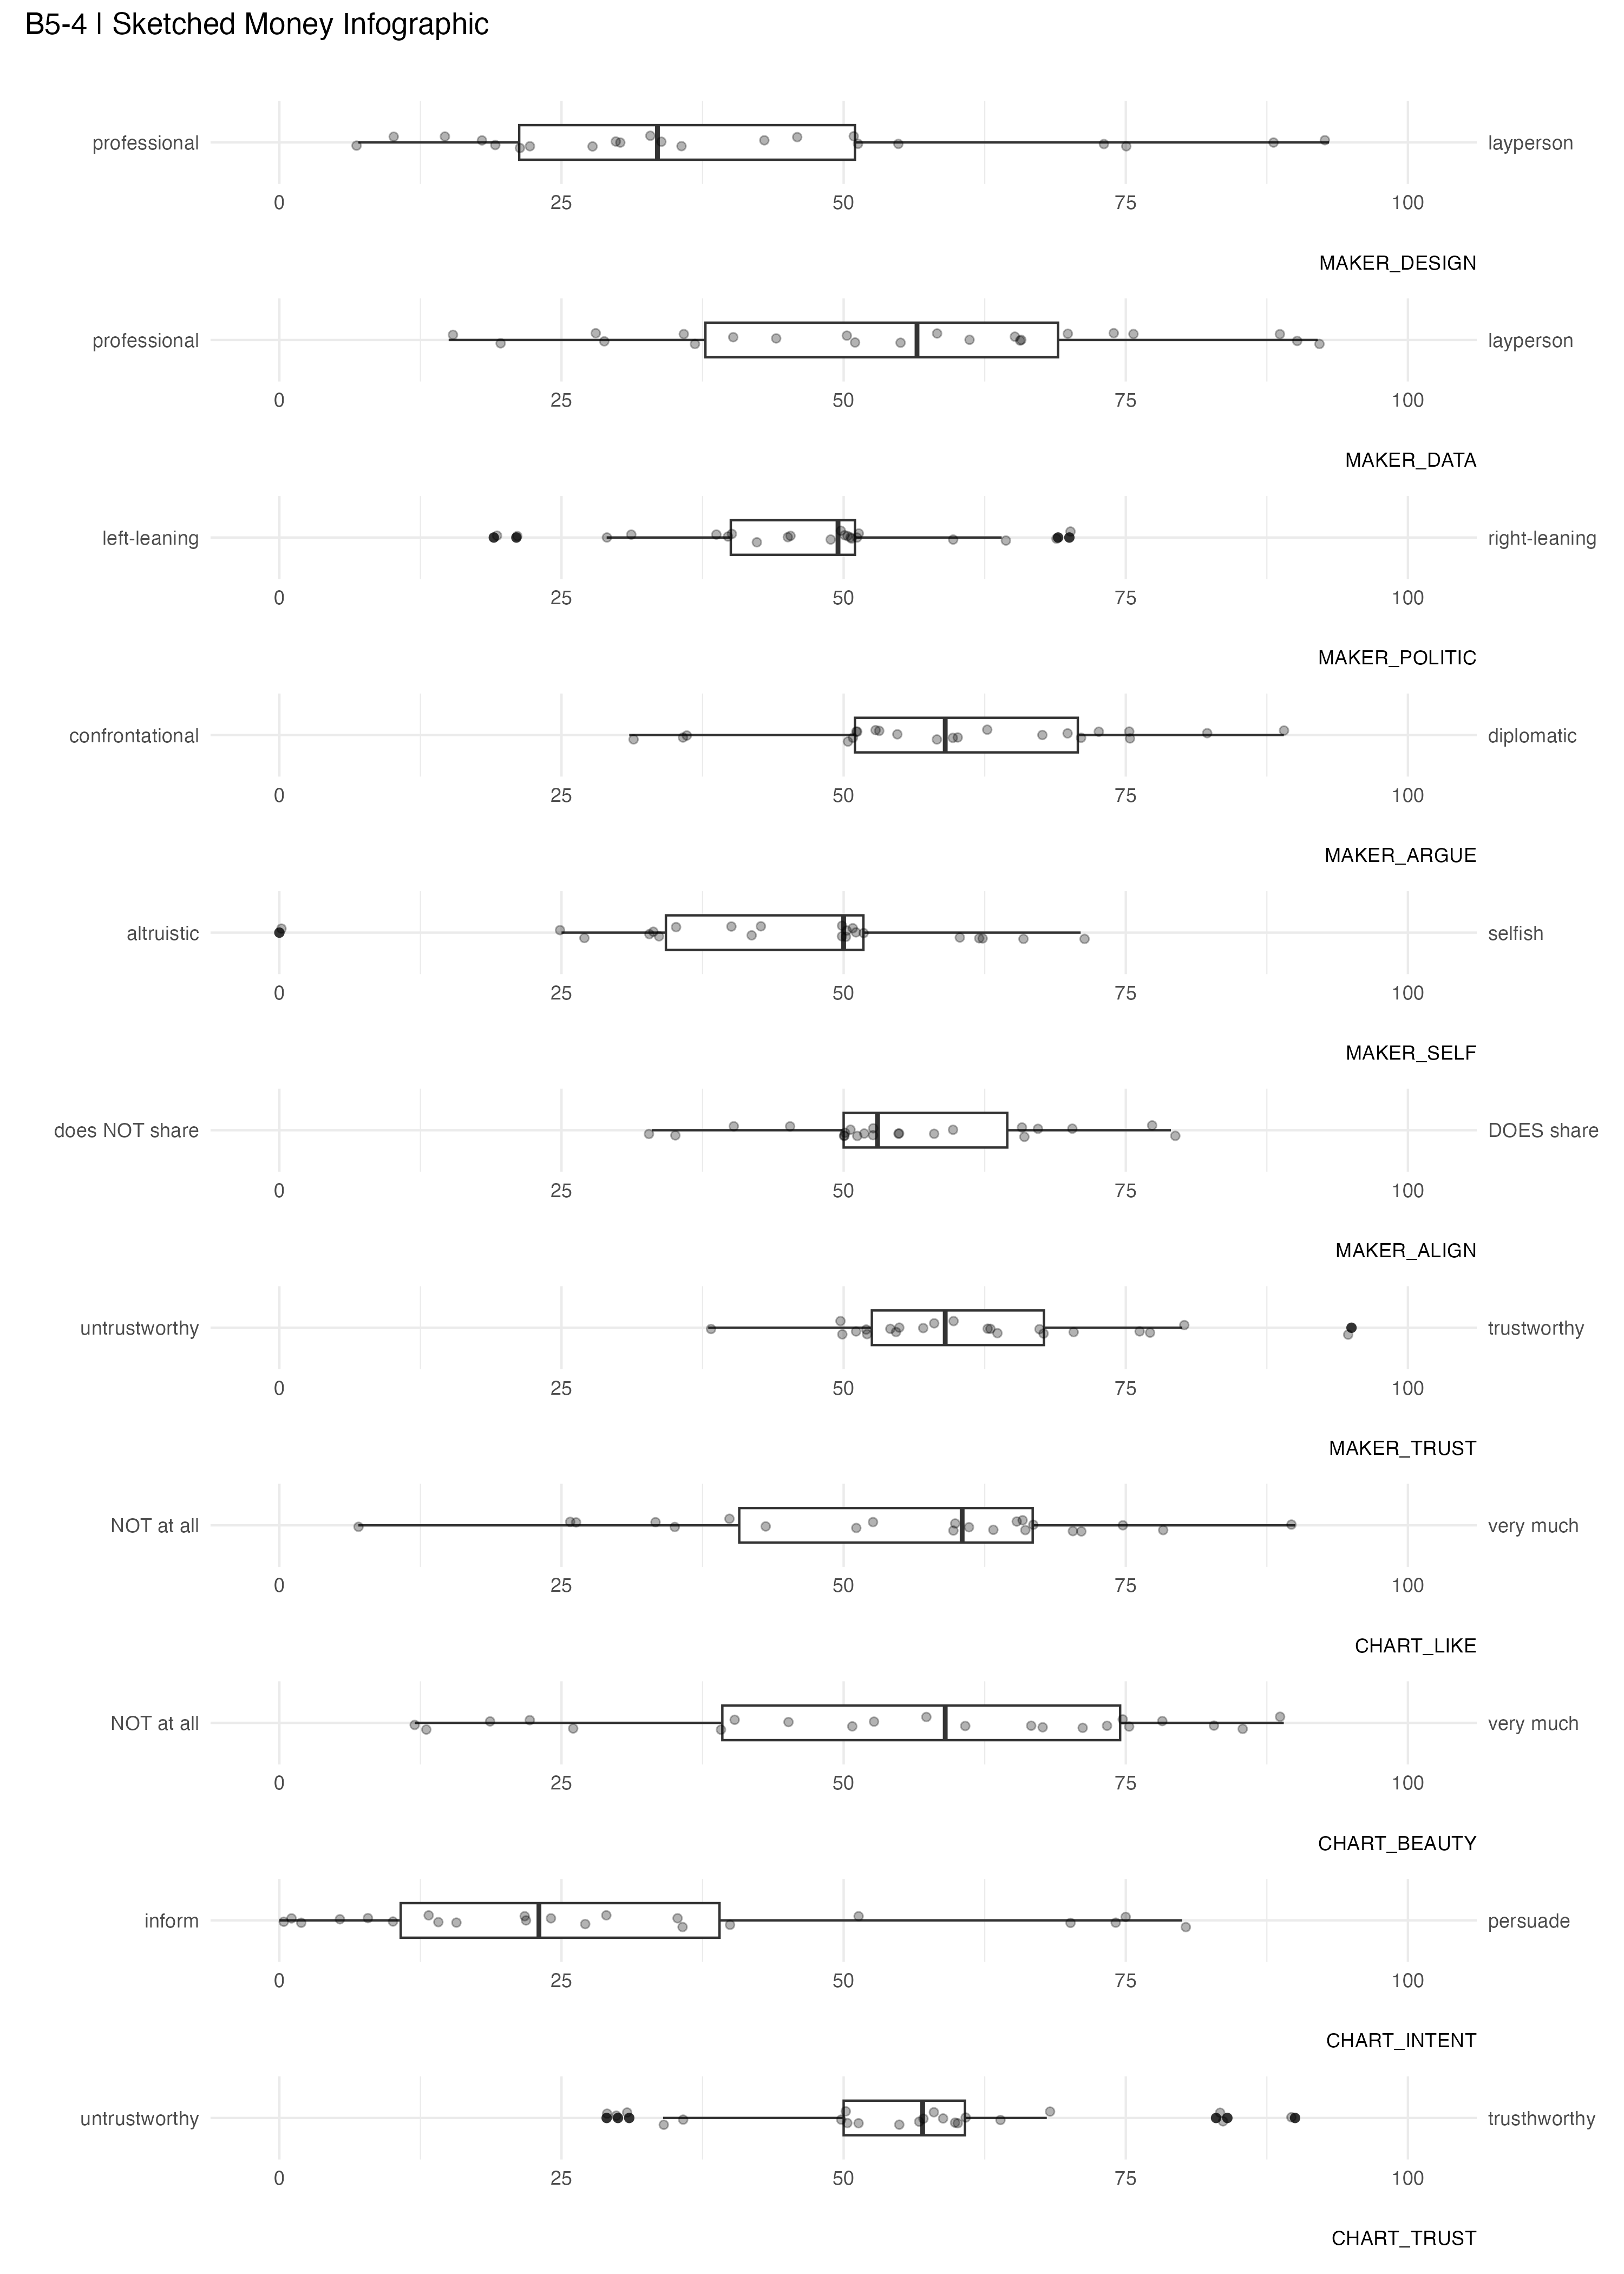 B5-4 | Sketched Money Infographic
professional layperson
0 25 50 75 100
MAKER_DESIGN
professional layperson
0 25 50 75 100
MAKER_DATA
left-leaning right-leaning
0 25 50 75 100
MAKER_POLITIC
confrontational diplomatic
0 25 50 75 100
MAKER_ARGUE
altruistic selfish
0 25 50 75 100
MAKER_SELF
does NOT share DOES share
0 25 50 75 100
MAKER_ALIGN
untrustworthy trustworthy
0 25 50 75 100
MAKER_TRUST
NOT at all very much
0 25 50 75 100
CHART_LIKE
NOT at all very much
0 25 50 75 100
CHART_BEAUTY
inform persuade
0 25 50 75 100
CHART_INTENT
untrustworthy trusthworthy
0 25 50 75 100
CHART_TRUST